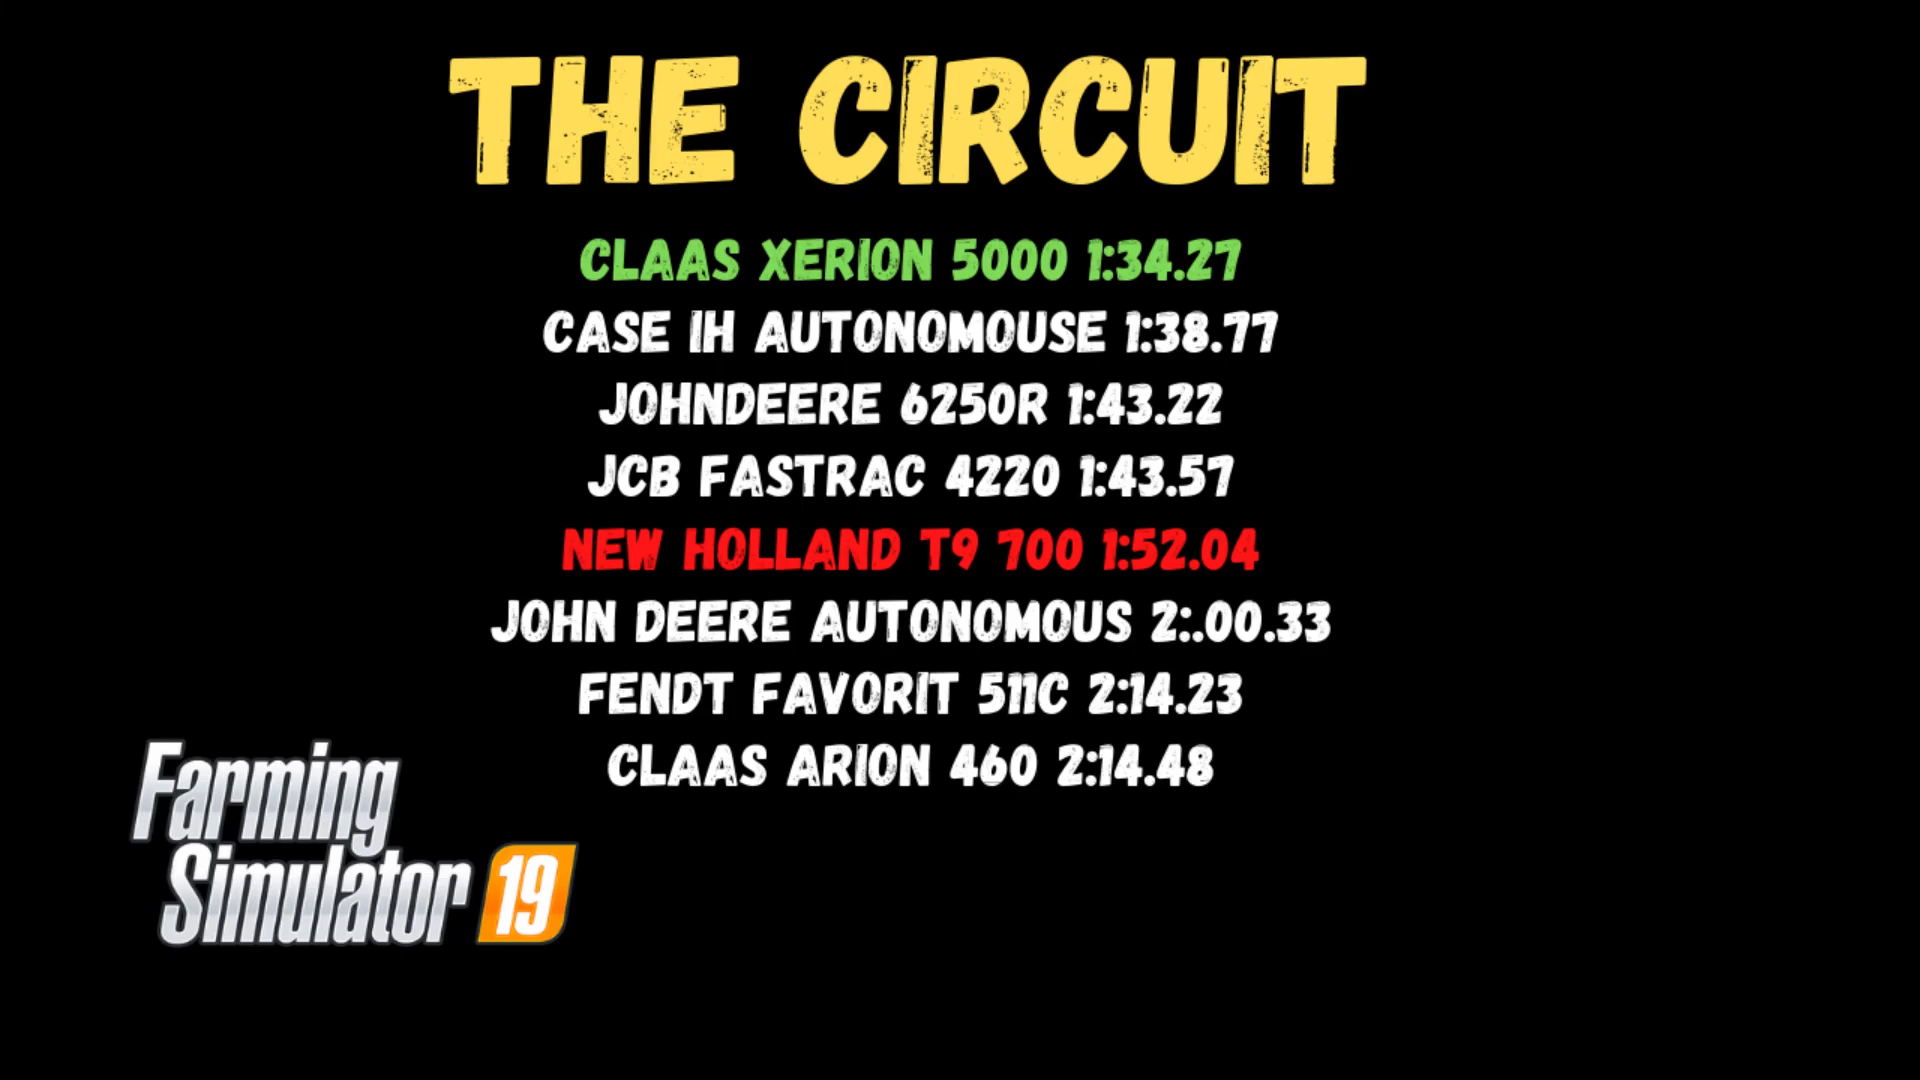 THE CIRCUIT
CLAAS XERION 5000 1:34.27
CASE IH AUTONOMOUSE 1:38.77
JOHNDEERE 6250R 1:43.22
JCB FASTRAC 4220 1:43.57
NEW HOLLAND T9 700 1:52.04
JOHN DEERE AUTONOMOUS 2:.00.33
FENDT FAVORIT 511C 2:14.23
CLAAS ARION 460 2:14.48
Farming
Simulator 19